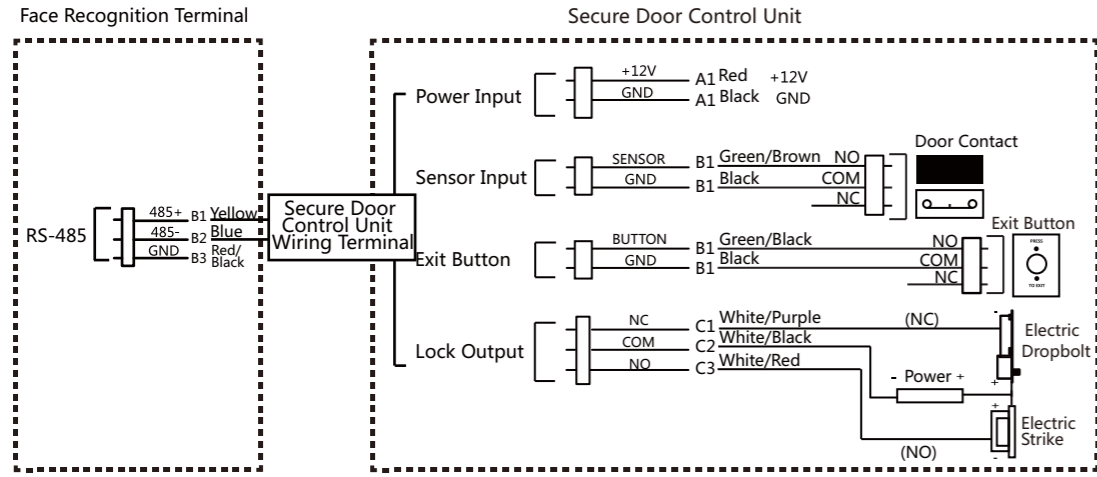 Face Recognition Terminal
Secure Door Control Unit
RS-485
485+ B1 Yellow
485- B2 Blue
GND B3 Red/
Black
Secure Door
Control Unit
Wiring Terminal
Power Input
+12V A1 Red +12V
GND A1 Black GND
Sensor Input
SENSOR B1 Green/Brown NO
GND B1 Black COM
NC
Door Contact
Exit Button
BUTTON B1 Green/Black NO
GND B1 Black COM
NC
Exit Button
PRESS
TO EXIT
Lock Output
NC C1 White/Purple (NC)
COM C2 White/Black
NO C3 White/Red
-
Electric
Dropbolt
+
- Power +
+
Electric
Strike
-
(NO)